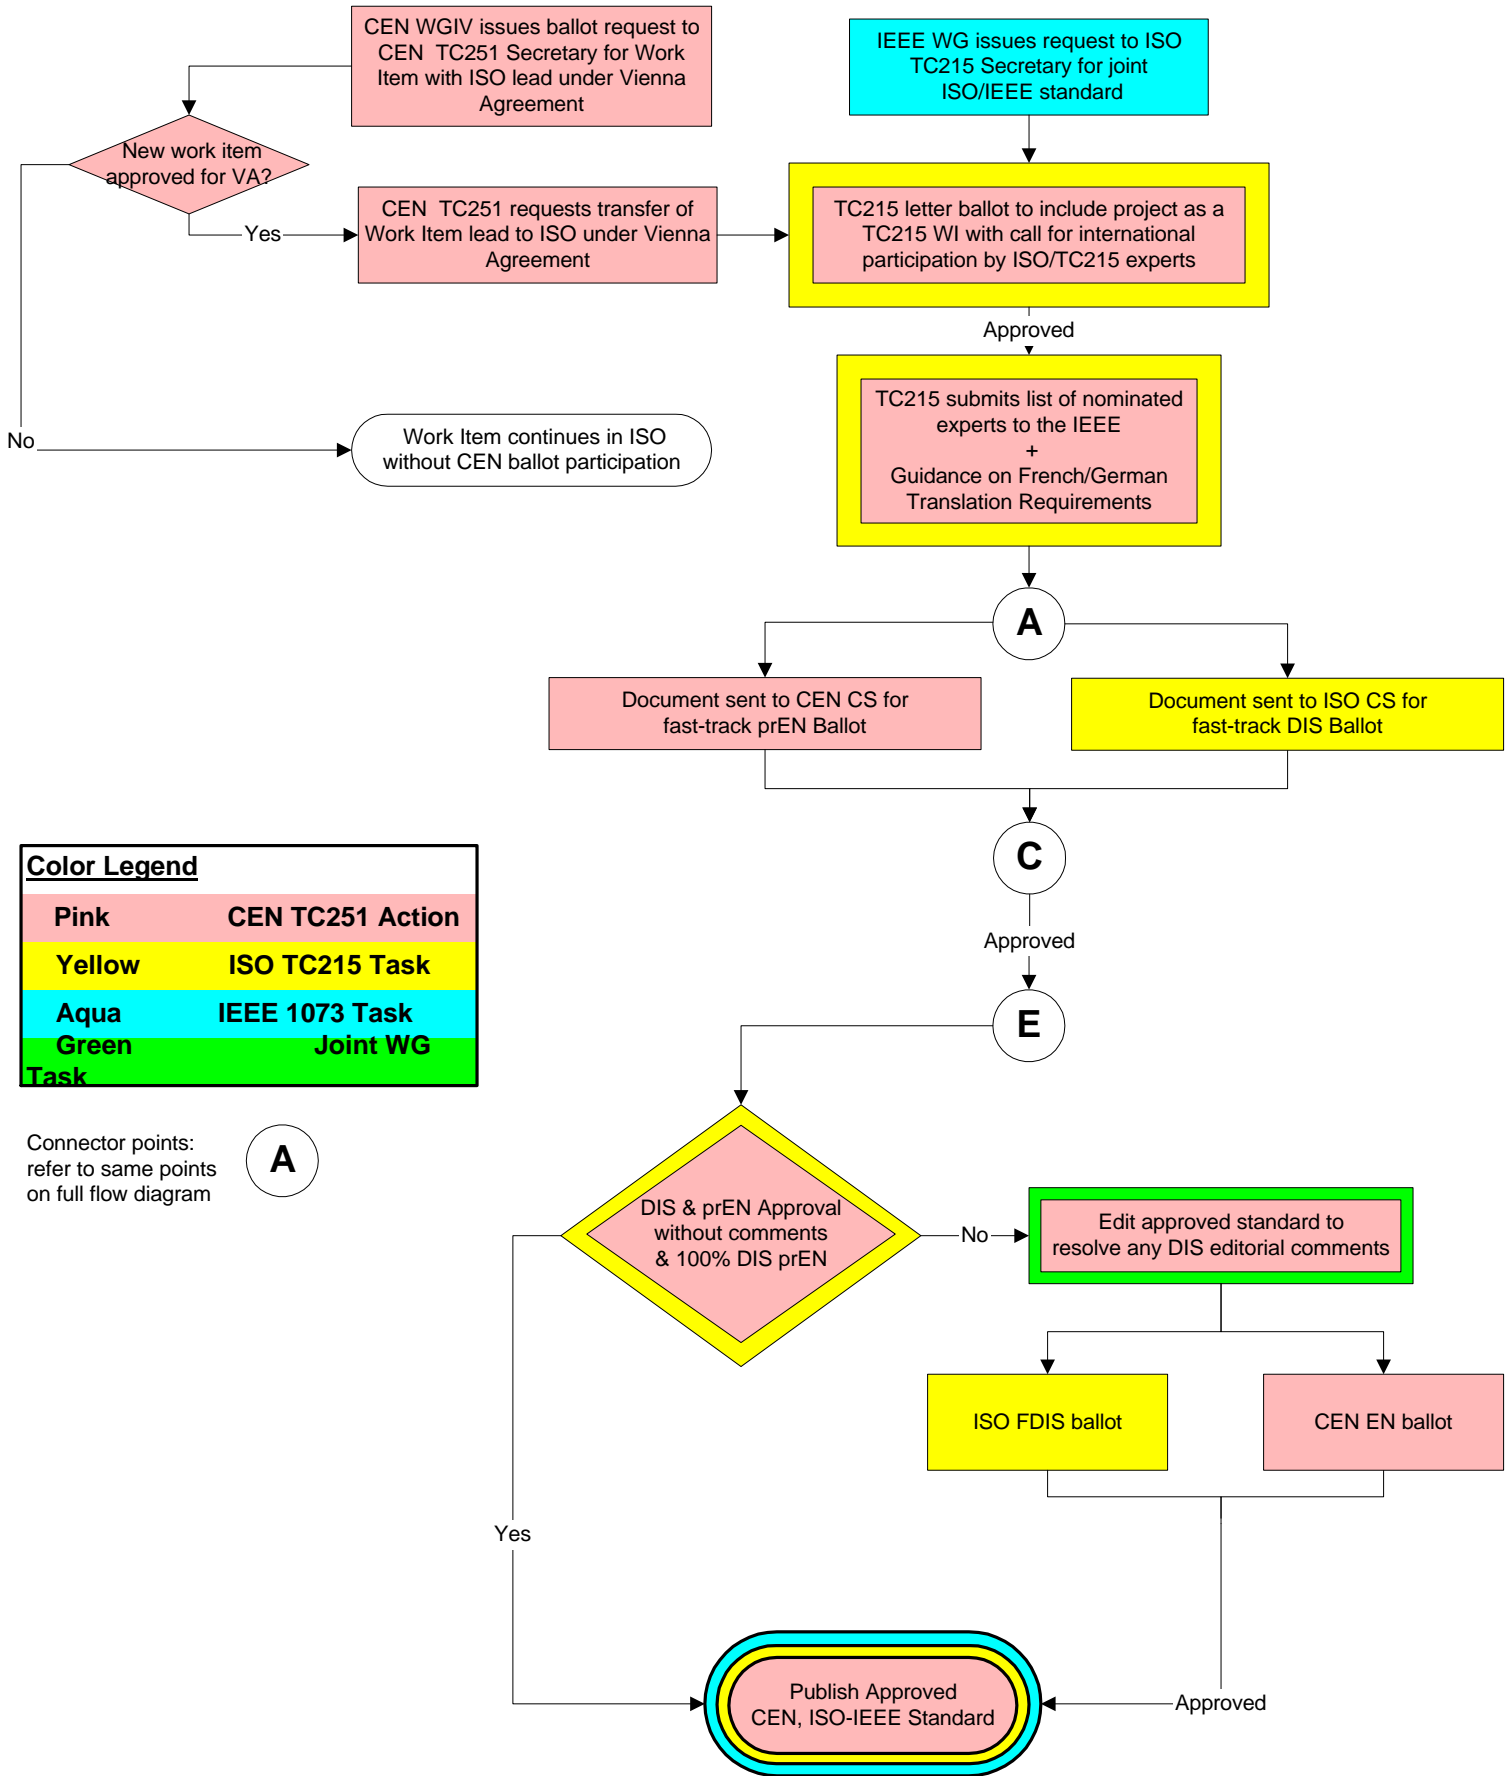 CEN WGIV issues ballot request to
CEN TC251 Secretary for Work
Item with ISO lead under Vienna
Agreement
IEEE WG issues request to ISO
TC215 Secretary for joint
ISO/IEEE standard
New work item
approved for VA?
Yes
CEN TC251 requests transfer of
Work Item lead to ISO under Vienna
Agreement
TC215 letter ballot to include project as a
TC215 WI with call for international
participation by ISO/TC215 experts
Approved
No
Work Item continues in ISO
without CEN ballot participation
TC215 submits list of nominated
experts to the IEEE
+
Guidance on French/German
Translation Requirements
A
Document sent to CEN CS for
fast-track prEN Ballot
Document sent to ISO CS for
fast-track DIS Ballot
C
Approved
E
Color Legend
Pink CEN TC251 Action
Yellow ISO TC215 Task
Aqua IEEE 1073 Task
Green Joint WG
Task
Connector points:
refer to same points
on full flow diagram
A
DIS & prEN Approval
without comments
& 100% DIS prEN
No
Edit approved standard to
resolve any DIS editorial comments
ISO FDIS ballot
CEN EN ballot
Yes
Approved
Publish Approved
CEN, ISO-IEEE Standard